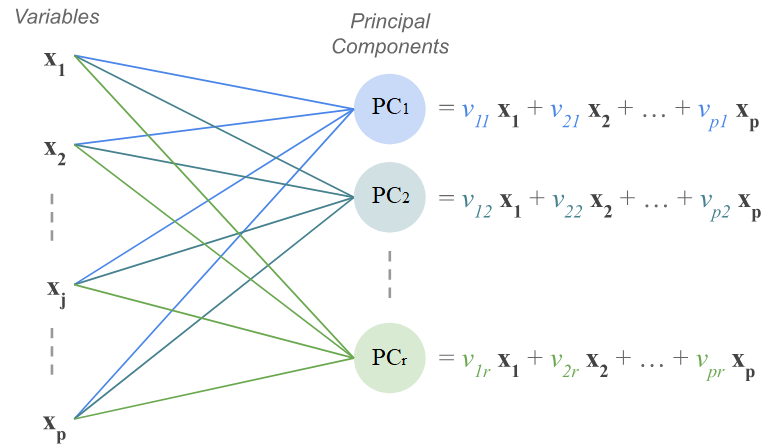 Variables
Principal
Components
x₁
x₂
xⱼ
xₚ
PC₁ = v₁₁ x₁ + v₂₁ x₂ + … + vₚ₁ xₚ
PC₂ = v₁₂ x₁ + v₂₂ x₂ + … + vₚ₂ xₚ
PCᵣ = v₁ᵣ x₁ + v₂ᵣ x₂ + … + vₚᵣ xₚ